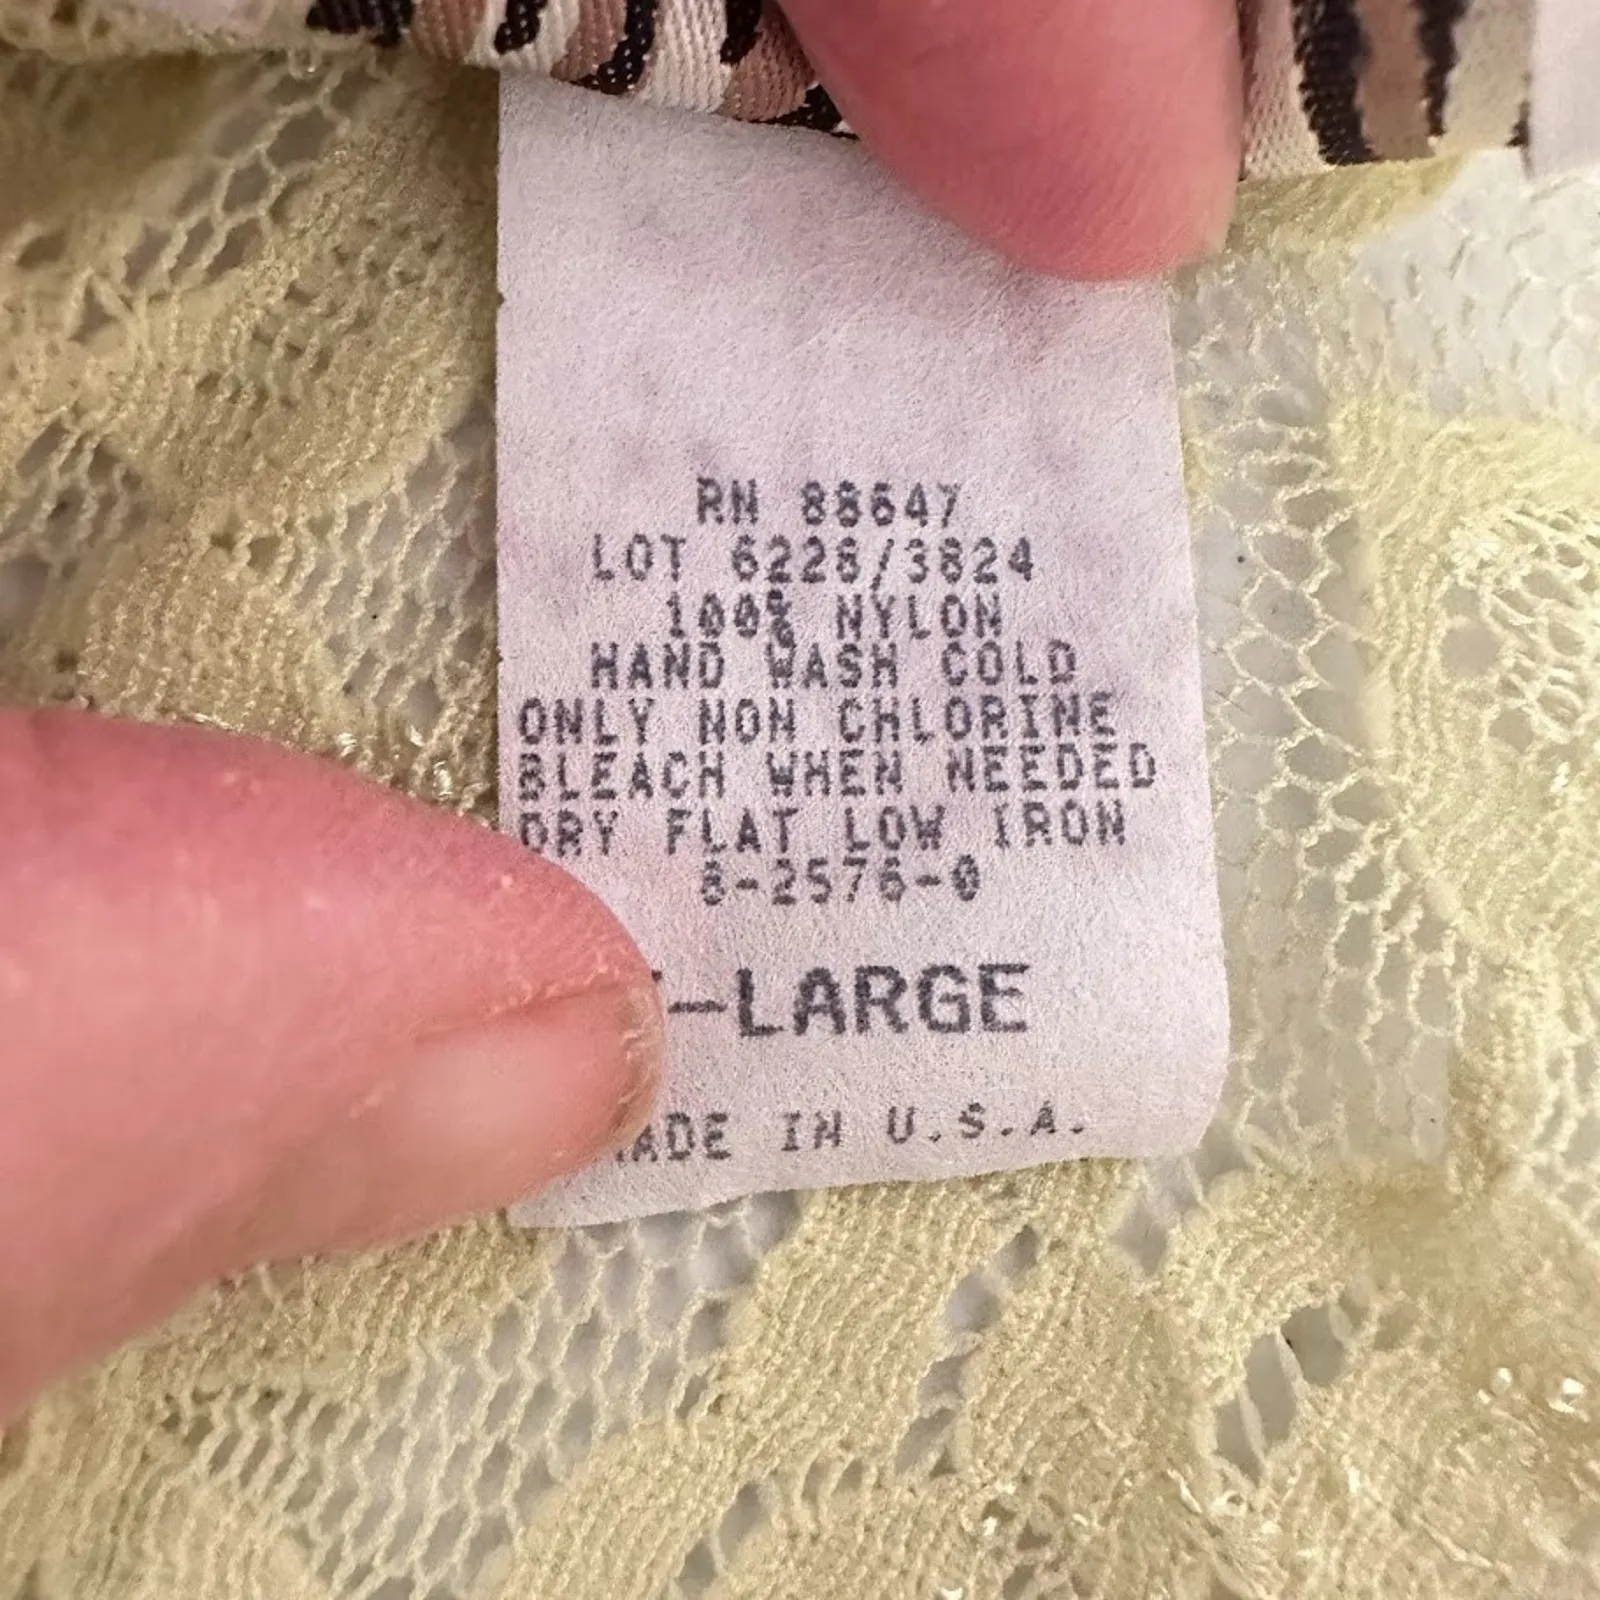 RN 88647
LOT 6228/3824
100% NYLON
HAND WASH COLD
ONLY NON CHLORINE
BLEACH WHEN NEEDED
DRY FLAT LOW IRON
8-2576-0
-LARGE
MADE IN U.S.A.